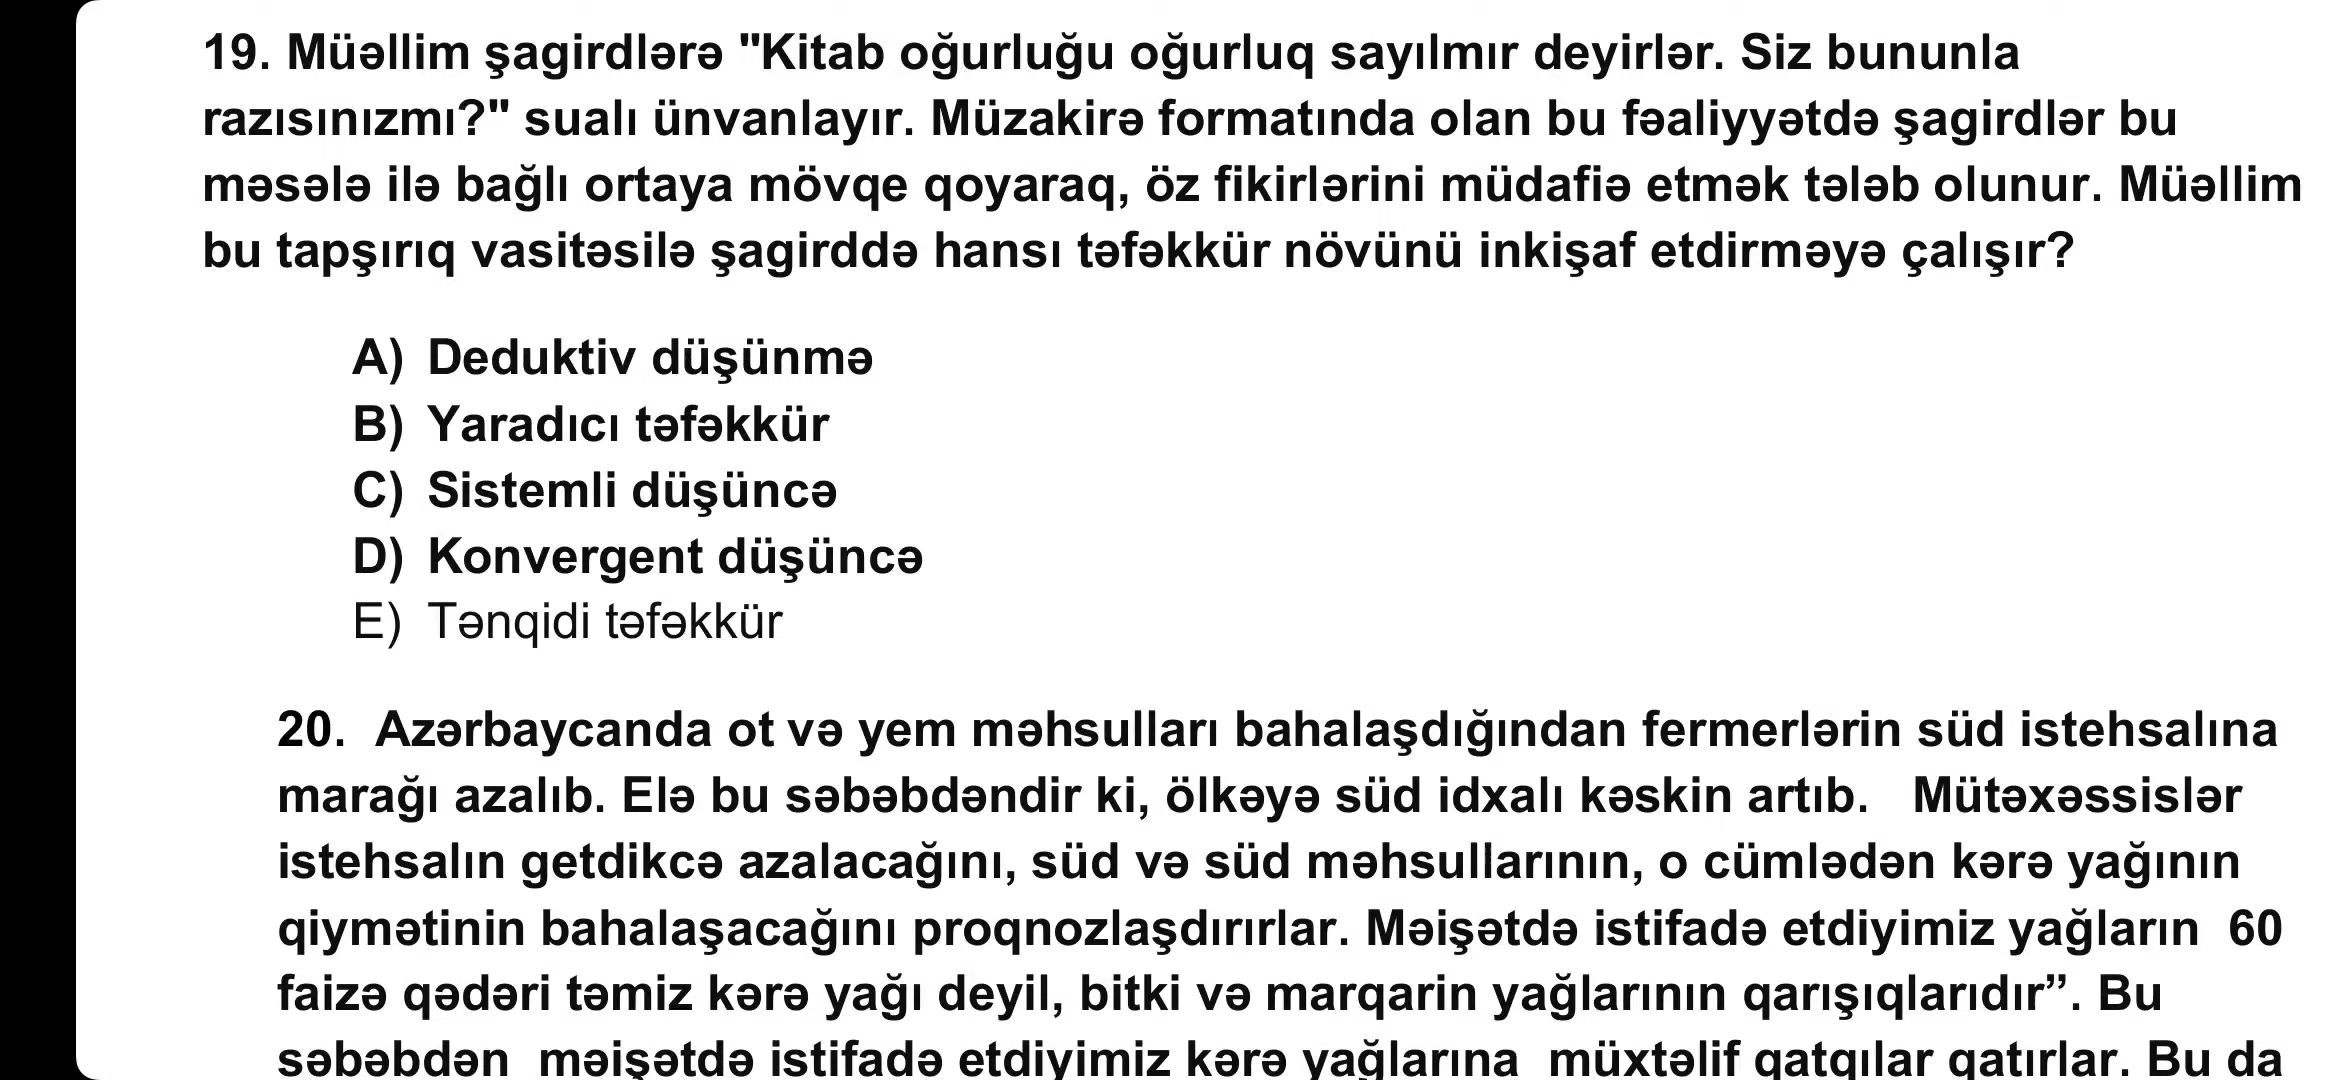 19. Müəllim şagirdlərə "Kitab oğurluğu oğurluq sayılmır deyirlər. Siz bununla
razısınızmı?" sualı ünvanlayır. Müzakirə formatında olan bu fəaliyyətdə şagirdlər bu
məsələ ilə bağlı ortaya mövqe qoyaraq, öz fikirlərini müdafiə etmək tələb olunur. Müəllim
bu tapşırıq vasitəsilə şagirddə hansı təfəkkür növünü inkişaf etdirməyə çalışır?
A) Deduktiv düşünmə
B) Yaradıcı təfəkkür
C) Sistemli düşüncə
D) Konvergent düşüncə
E) Tənqidi təfəkkür
20. Azərbaycanda ot və yem məhsulları bahalaşdığından fermerlərin süd istehsalına
marağı azalıb. Elə bu səbəbdəndir ki, ölkəyə süd idxalı kəskin artıb. Mütəxəssislər
istehsalın getdikcə azalacağını, süd və süd məhsullarının, o cümlədən kərə yağının
qiymətinin bahalaşacağını proqnozlaşdırırlar. Məişətdə istifadə etdiyimiz yağların 60
faizə qədəri təmiz kərə yağı deyil, bitki və marqarin yağlarının qarışıqlarıdır”. Bu
səbəbdən məişətdə istifadə etdiyimiz kərə yağlarına müxtəlif qatqılar qatırlar. Bu da